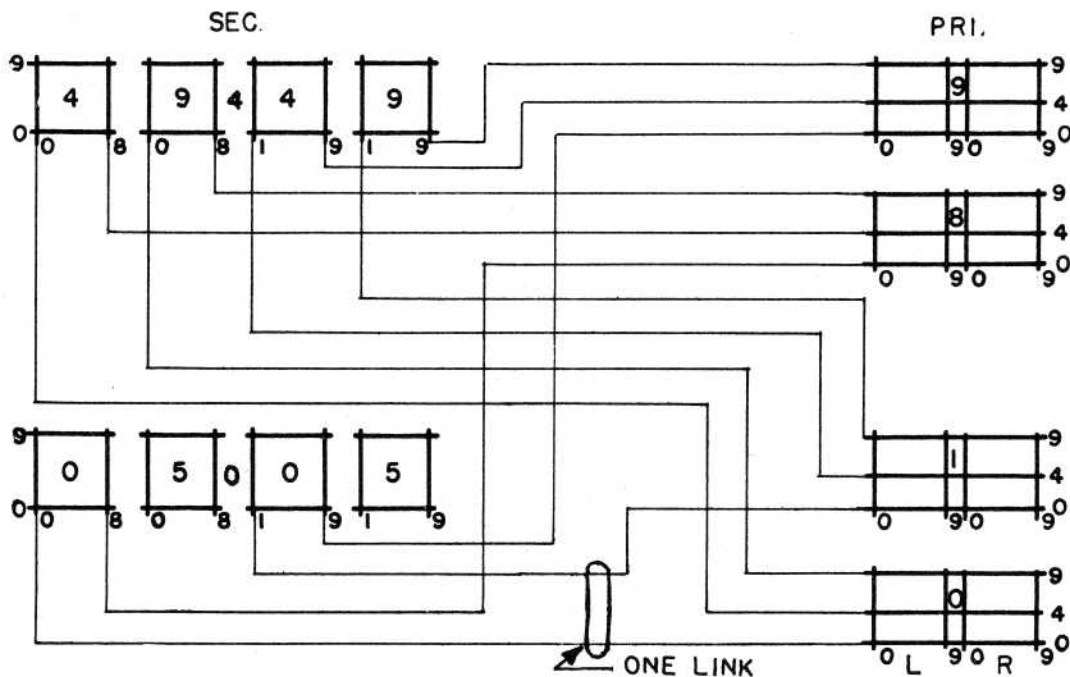 SEC. PRI.
9 4 9 4 4 9 9 9
4
0 0 8 0 8 1 9 1 9 0 9 0 9 0
9
8 4
0 9 0 9 0
9 0 5 0 0 5 9
1 4
0 0 8 0 8 1 9 1 9 0 9 0 9 0
9
0 4
0 L 9 0 R 9 0
ONE LINK